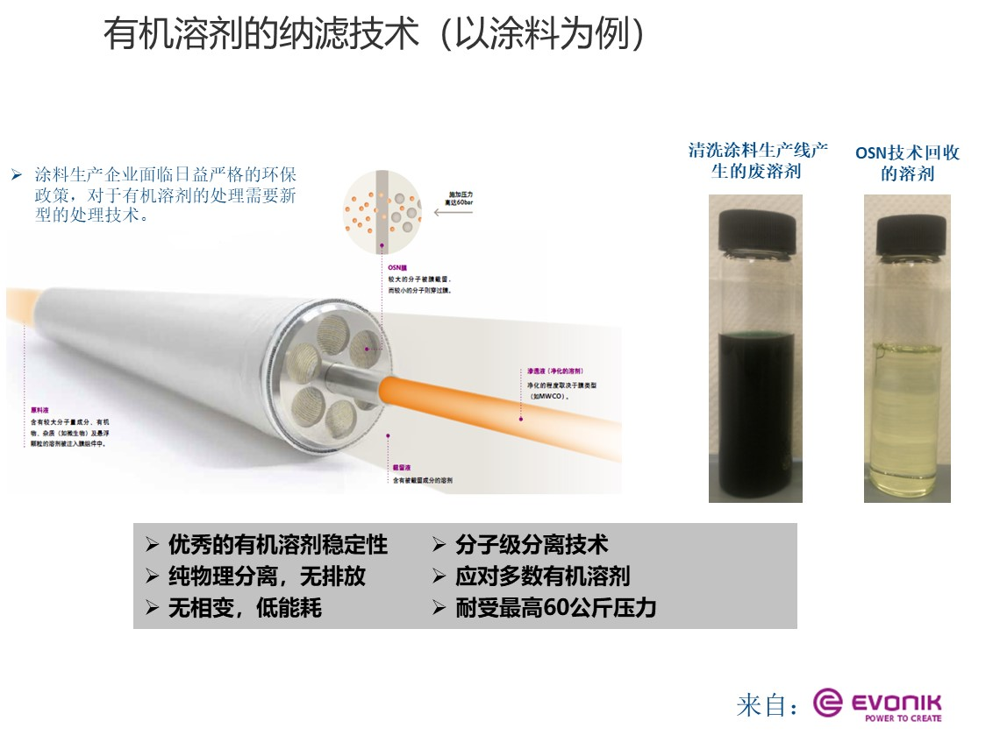 有机溶剂的纳滤技术（以涂料为例）
➢ 涂料生产企业面临日益严格的环保
政策，对于有机溶剂的处理需要新
型的处理技术。
清洗涂料生产线产
生的废溶剂
OSN技术回收
的溶剂
施加压力
高达60bar
OSN膜
较大的分子被膜截留，
而较小的分子则穿过膜。
渗透液（净化的溶剂）
净化的程度取决于膜类型
（如MWCO）。
原料液
含有较大分子量成分、有机
物、杂质（如微生物）及悬浮
颗粒的溶剂被注入膜组件中。
截留液
含有被截留成分的溶剂
➢ 优秀的有机溶剂稳定性
➢ 纯物理分离，无排放
➢ 无相变，低能耗
➢ 分子级分离技术
➢ 应对多数有机溶剂
➢ 耐受最高60公斤压力
来自：
EVONIK
POWER TO CREATE